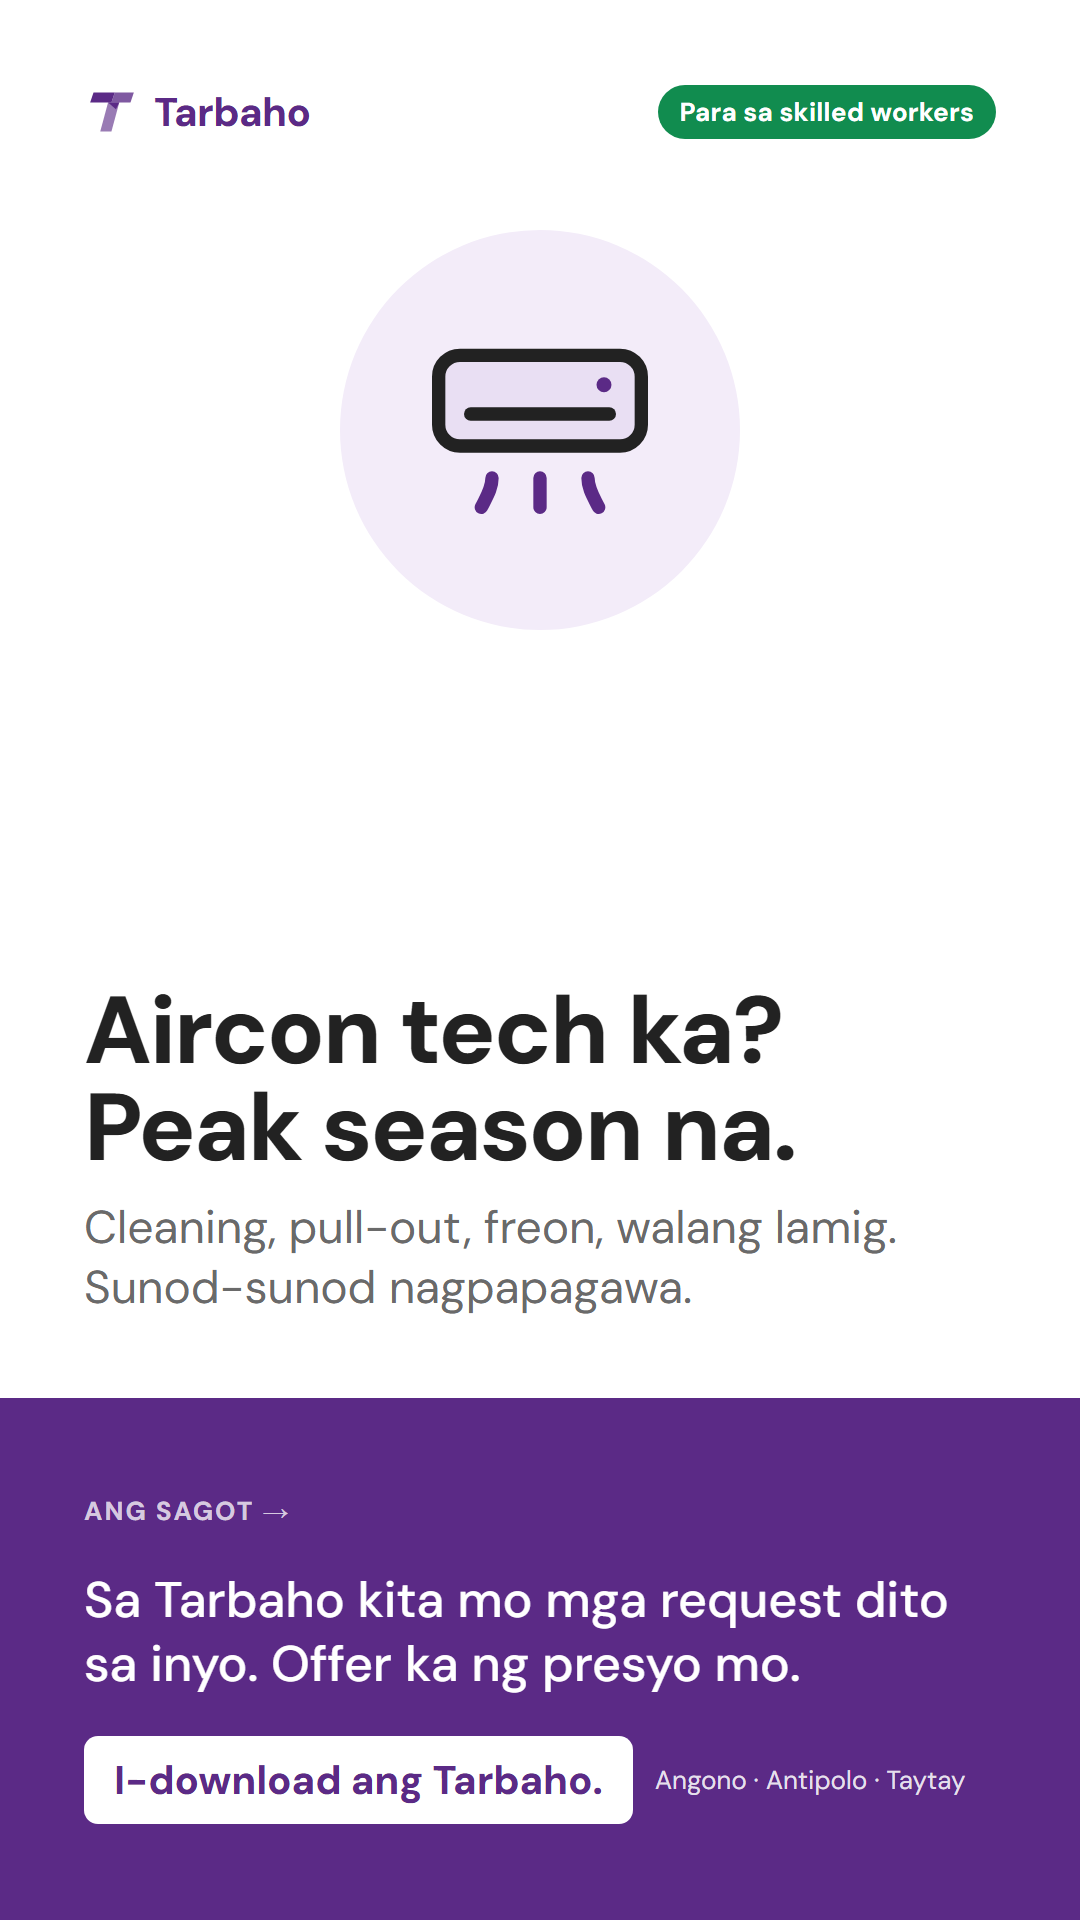 Tarbaho
Para sa skilled workers
Aircon tech ka?
Peak season na.
Cleaning, pull-out, freon, walang lamig.
Sunod-sunod nagpapagawa.
ANG SAGOT →
Sa Tarbaho kita mo mga request dito
sa inyo. Offer ka ng presyo mo.
I-download ang Tarbaho.
Angono · Antipolo · Taytay